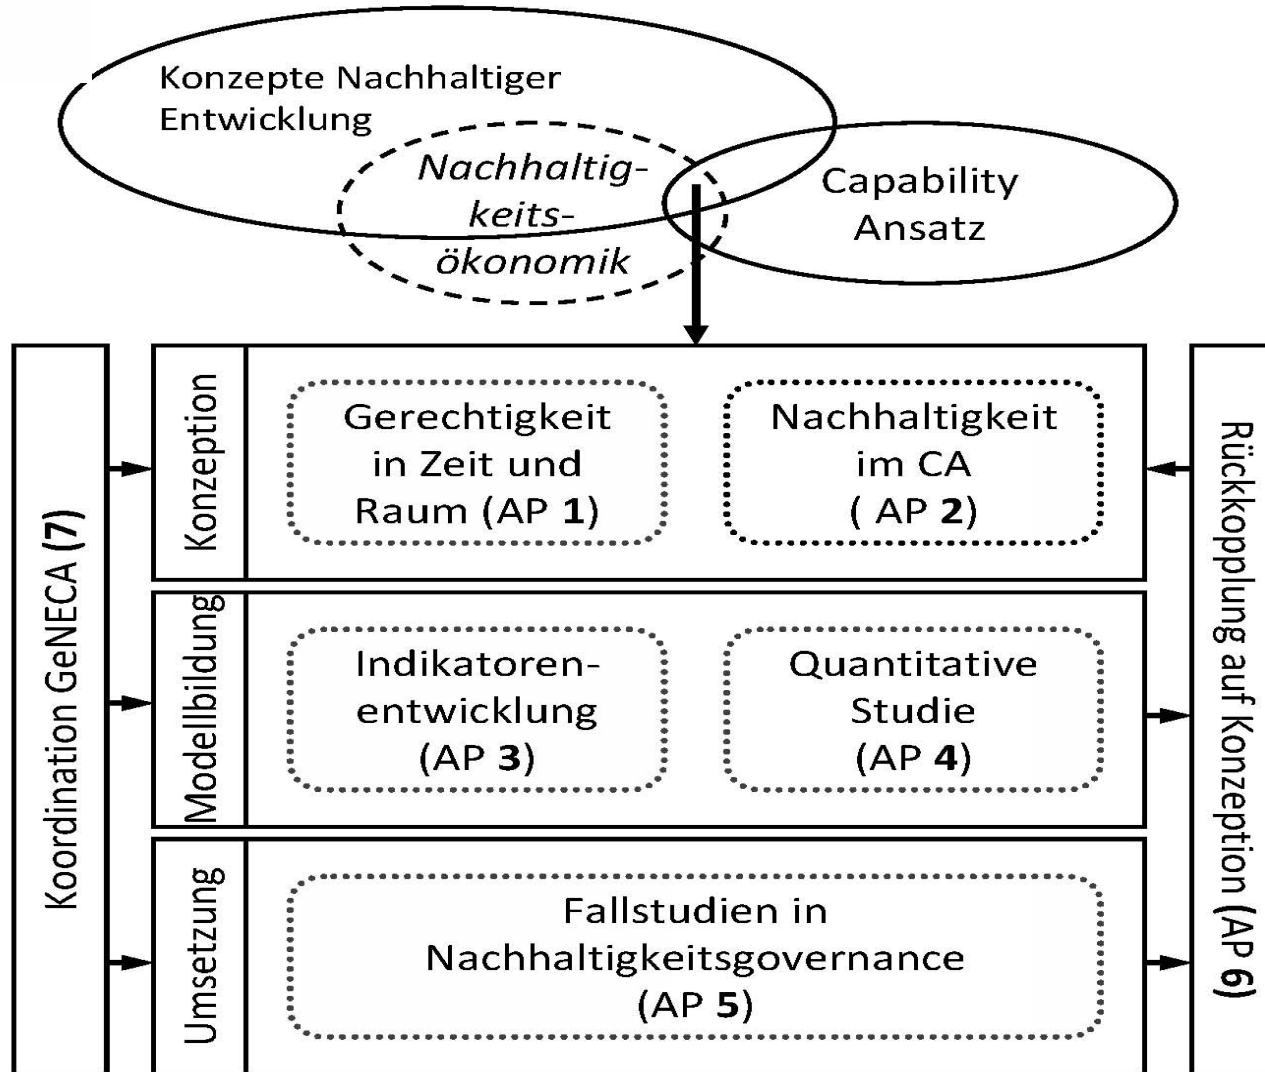 Konzepte Nachhaltiger
Entwicklung
Nachhaltig-
keits-
ökonomik
Capability
Ansatz
Koordination GeNECA (7)
Konzeption
Gerechtigkeit
in Zeit und
Raum (AP 1)
Nachhaltigkeit
im CA
( AP 2)
Modellbildung
Indikatoren-
entwicklung
(AP 3)
Quantitative
Studie
(AP 4)
Umsetzung
Fallstudien in
Nachhaltigkeitsgovernance
(AP 5)
Rückkopplung auf Konzeption (AP 6)